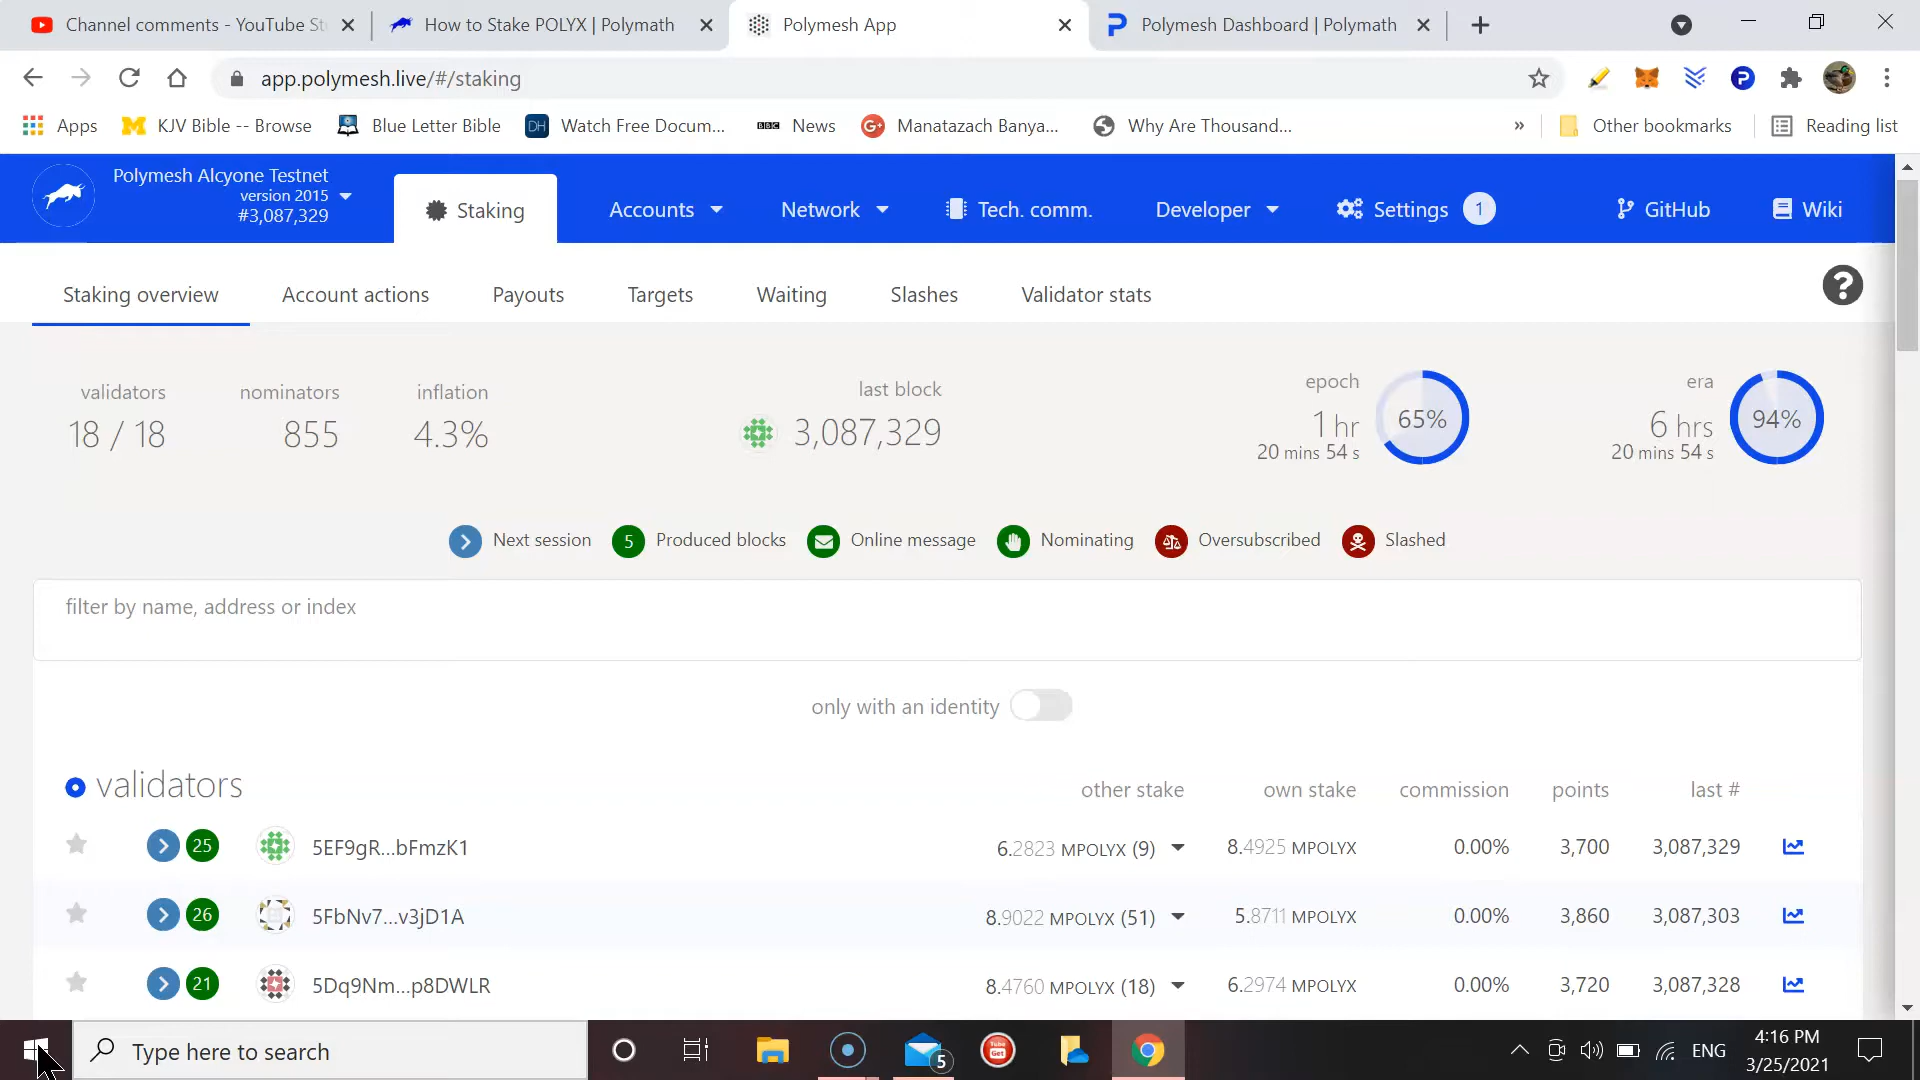 Channel comments - YouTube St
How to Stake POLYX | Polymath
Polymesh App
Polymesh Dashboard | Polymath
app.polymesh.live/#/staking
Apps
KJV Bible -- Browse
Blue Letter Bible
DH
Watch Free Docum...
BBC
News
G+
Manatazach Banya...
Why Are Thousand...
»
Other bookmarks
Reading list
Polymesh Alcyone Testnet
version 2015
#3,087,329
Staking
Accounts
Network
Tech. comm.
Developer
Settings 1
GitHub
Wiki
Staking overview
Account actions
Payouts
Targets
Waiting
Slashes
Validator stats
?
validators
18 / 18
nominators
855
inflation
4.3%
last block
3,087,329
epoch
1 hr
20 mins 54 s
65%
era
6 hrs
20 mins 54 s
94%
Next session
5 Produced blocks
Online message
Nominating
Oversubscribed
Slashed
filter by name, address or index
only with an identity
validators other stake own stake commission points last #
25 5EF9gR...bFmzK1 6.2823 MPOLYX (9) 8.4925 MPOLYX 0.00% 3,700 3,087,329
26 5FbNv7...v3jD1A 8.9022 MPOLYX (51) 5.8711 MPOLYX 0.00% 3,860 3,087,303
21 5Dq9Nm...p8DWLR 8.4760 MPOLYX (18) 6.2974 MPOLYX 0.00% 3,720 3,087,328
Type here to search
5
Tube
Get
ENG
4:16 PM
3/25/2021